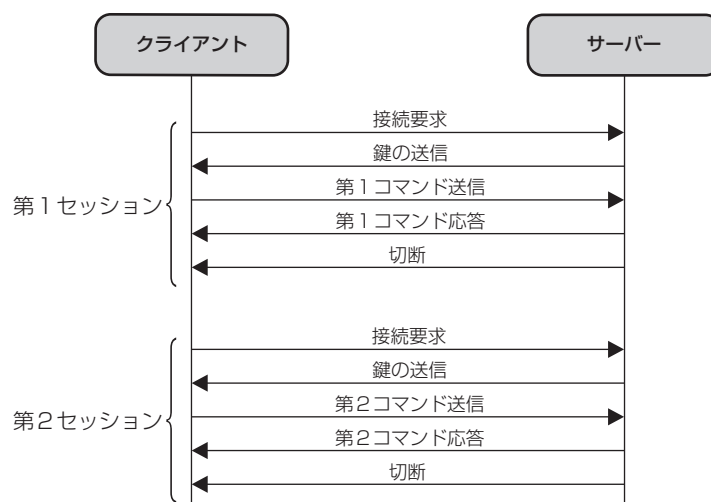 クライアント
サーバー
第１セッション
接続要求
鍵の送信
第１コマンド送信
第１コマンド応答
切断
第２セッション
接続要求
鍵の送信
第２コマンド送信
第２コマンド応答
切断